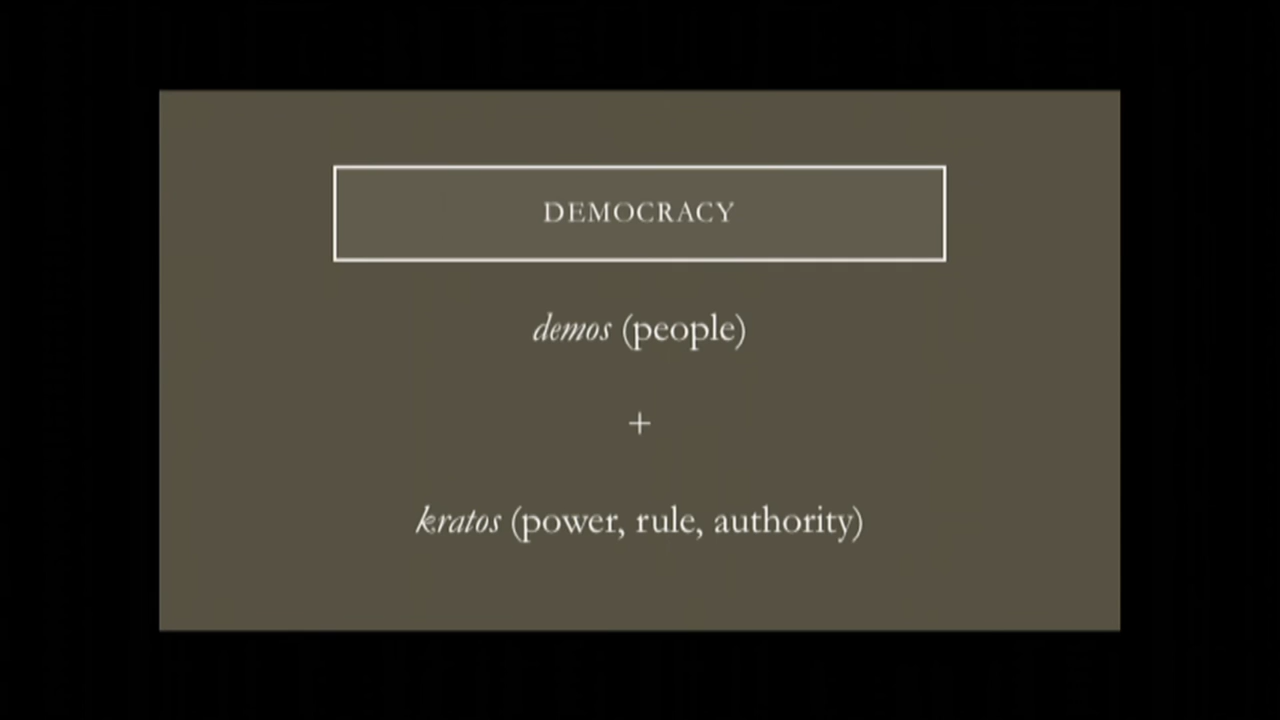 DEMOCRACY
demos (people)
+
kratos (power, rule, authority)